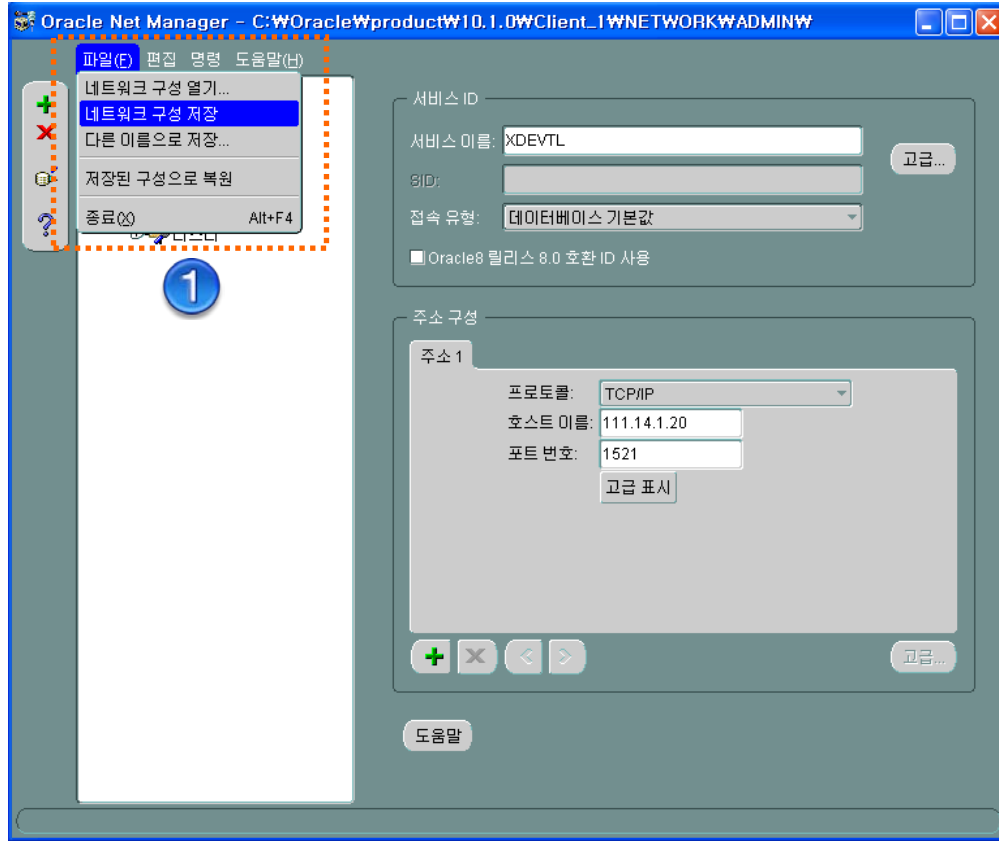 Oracle Net Manager - C:₩Oracle₩product₩10.1.0₩Client_1₩NETWORK₩ADMIN₩
파일(F) 편집 명령 도움말(H)
네트워크 구성 열기...
네트워크 구성 저장
다른 이름으로 저장...
저장된 구성으로 복원
종료(X) Alt+F4
1
서비스 ID
서비스 이름: XDEVTL
고급...
SID:
접속 유형: 데이터베이스 기본값
Oracle8 릴리스 8.0 호환 ID 사용
주소 구성
주소 1
프로토콜: TCP/IP
호스트 이름: 111.14.1.20
포트 번호: 1521
고급 표시
고급...
도움말